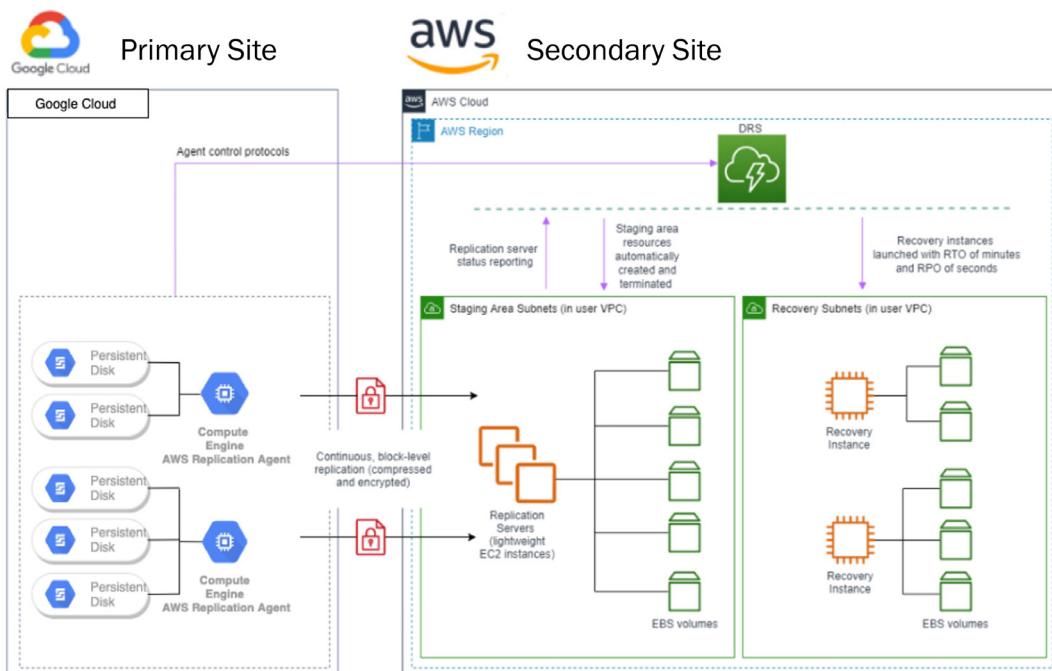 Google Cloud
Primary Site
aws
Secondary Site
Google Cloud
aws
AWS Cloud
AWS Region
DRS
Agent control protocols
Replication server
status reporting
Staging area
resources
automatically
created and
terminated
Recovery instances
launched with RTO of minutes
and RPO of seconds
Staging Area Subnets (in user VPC)
Recovery Subnets (in user VPC)
Persistent
Disk
Persistent
Disk
Compute
Engine
AWS Replication Agent
Persistent
Disk
Persistent
Disk
Persistent
Disk
Compute
Engine
AWS Replication Agent
Continuous, block-level
replication (compressed
and encrypted)
Replication
Servers
(lightweight
EC2 instances)
EBS volumes
Recovery
Instance
Recovery
Instance
EBS volumes